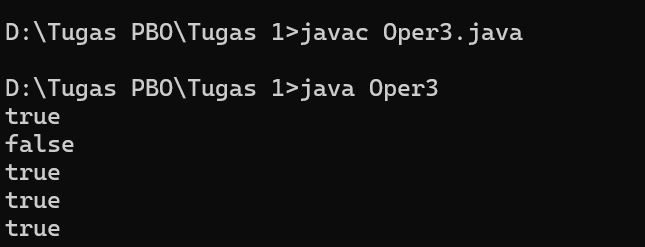 D:\Tugas PBO\Tugas 1>javac Oper3.java
D:\Tugas PBO\Tugas 1>java Oper3
true
false
true
true
true